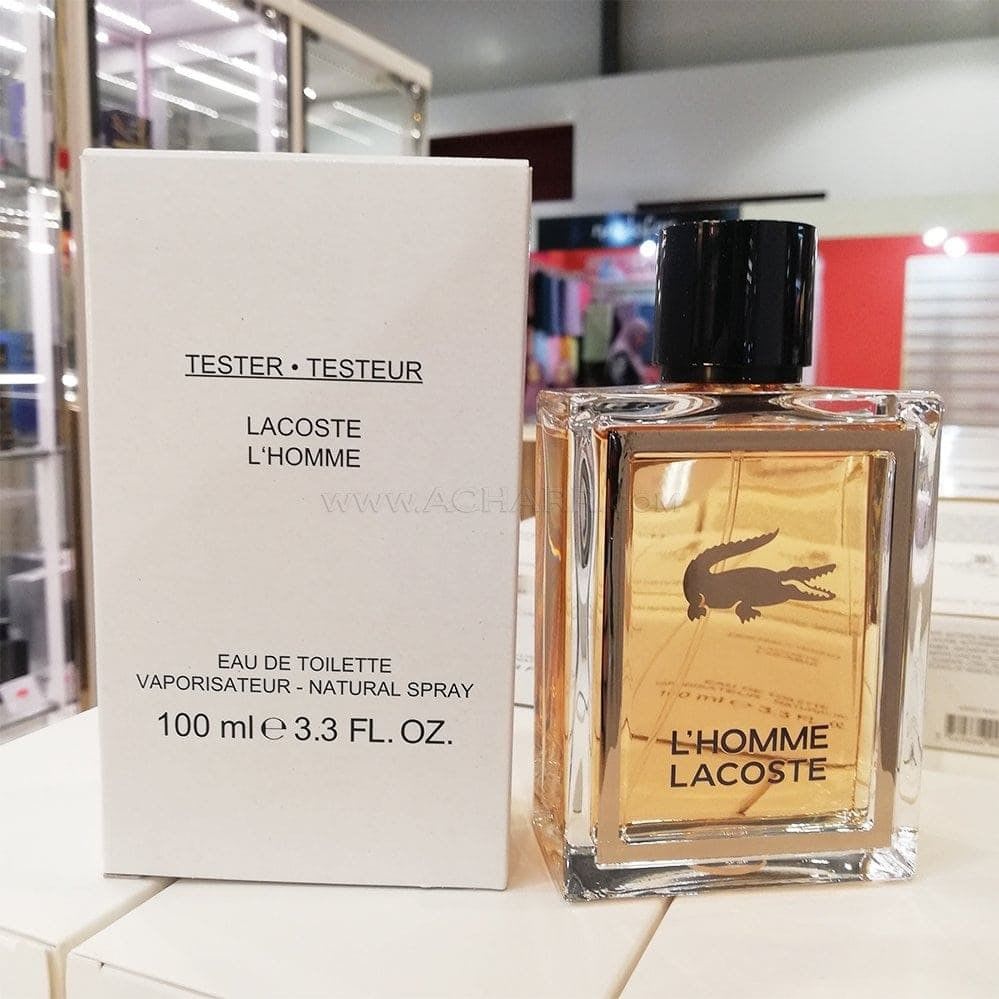 TESTER • TESTEUR
LACOSTE
L'HOMME
EAU DE TOILETTE
VAPORISATEUR - NATURAL SPRAY
100 ml ℮ 3.3 FL. OZ.
L'HOMME
LACOSTE